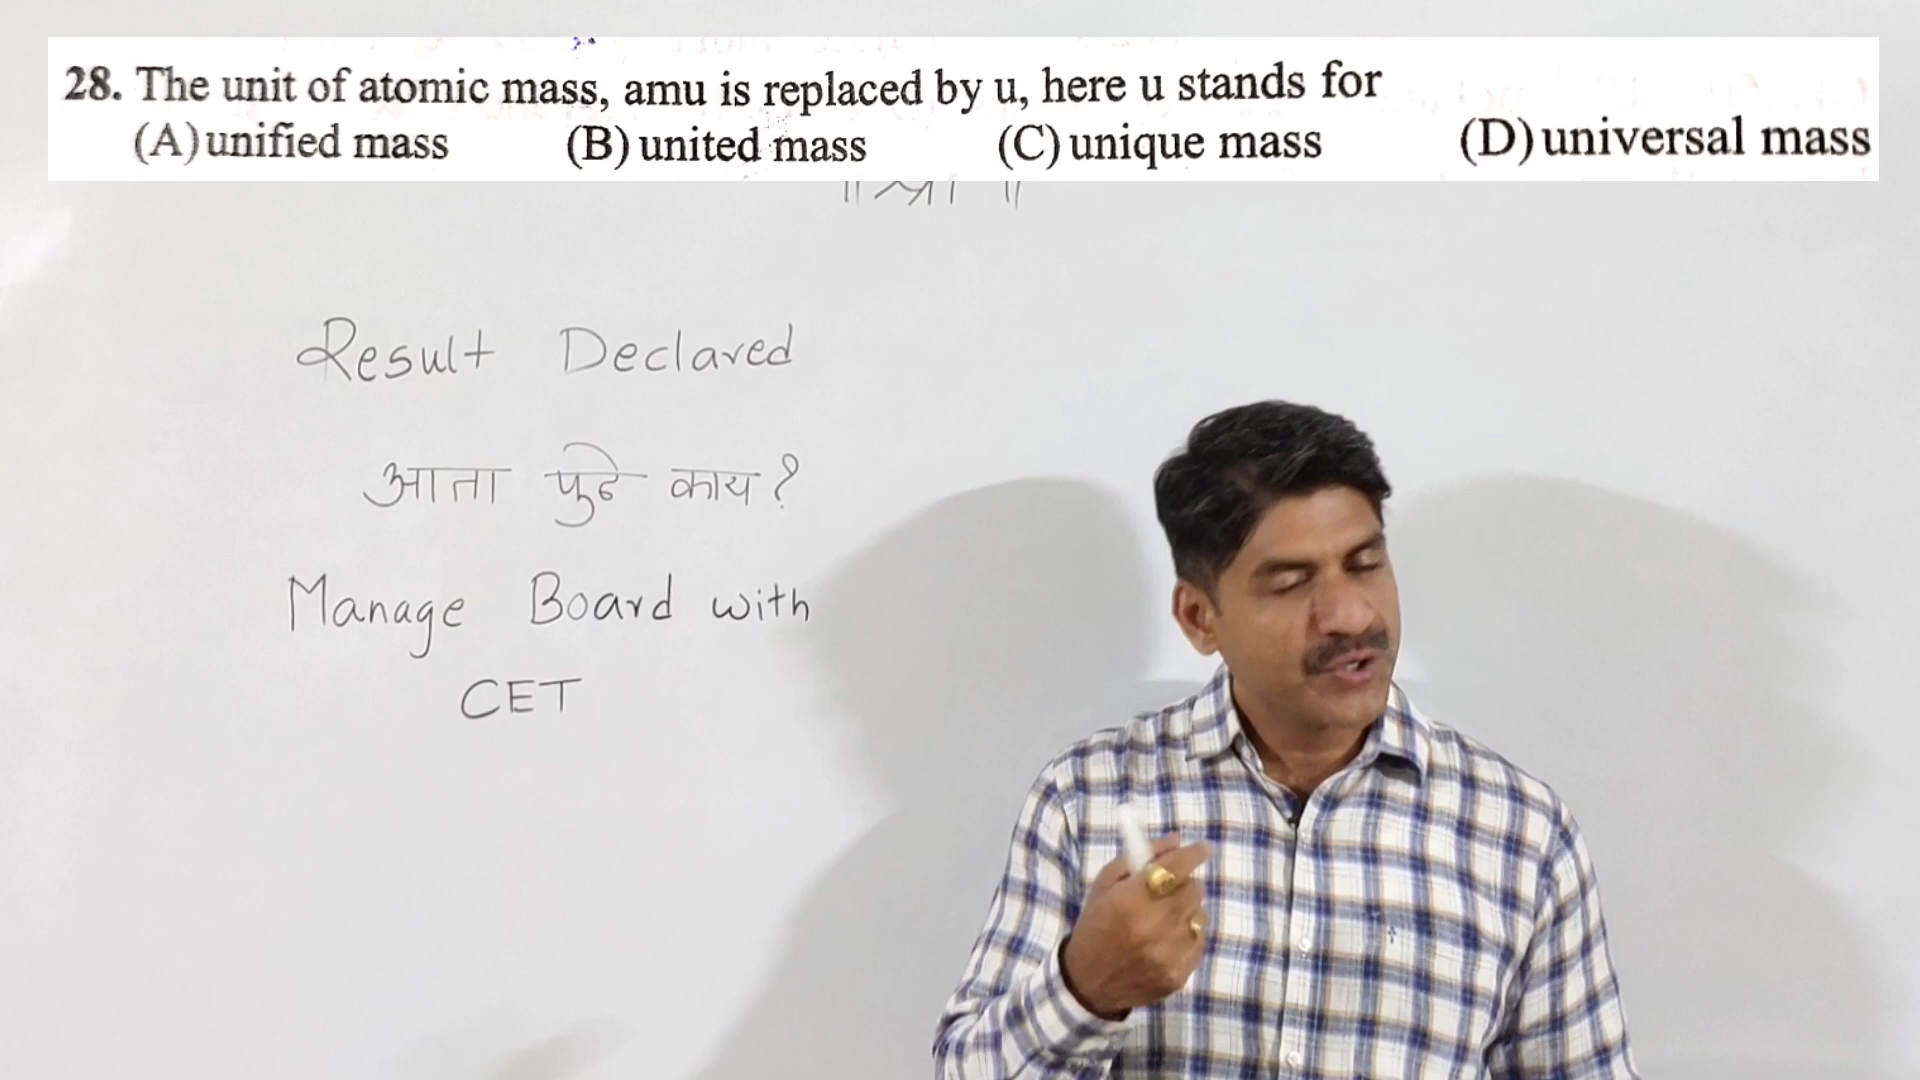 28. The unit of atomic mass, amu is replaced by u, here u stands for
(A) unified mass (B) united mass (C) unique mass (D) universal mass
Result Declared
आता पुढे काय?
Manage Board with
CET